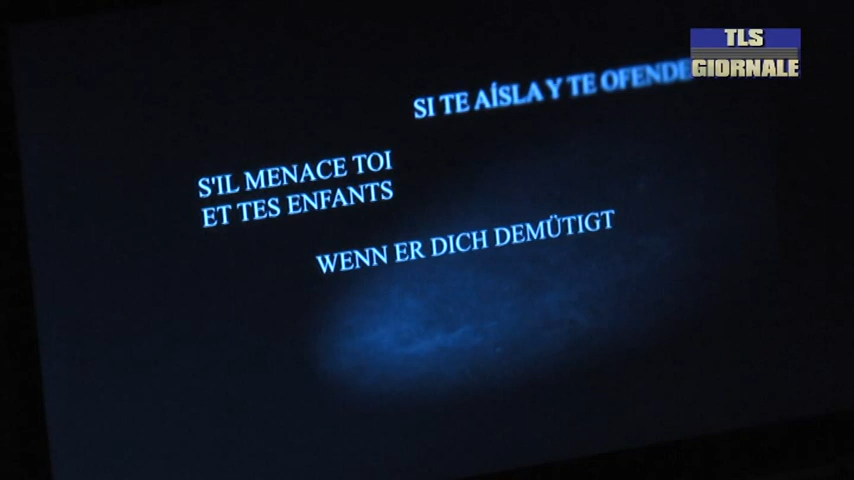 TLS
GIORNALE
SI TE AÍSLA Y TE OFENDE
S'IL MENACE TOI
ET TES ENFANTS
WENN ER DICH DEMÜTIGT